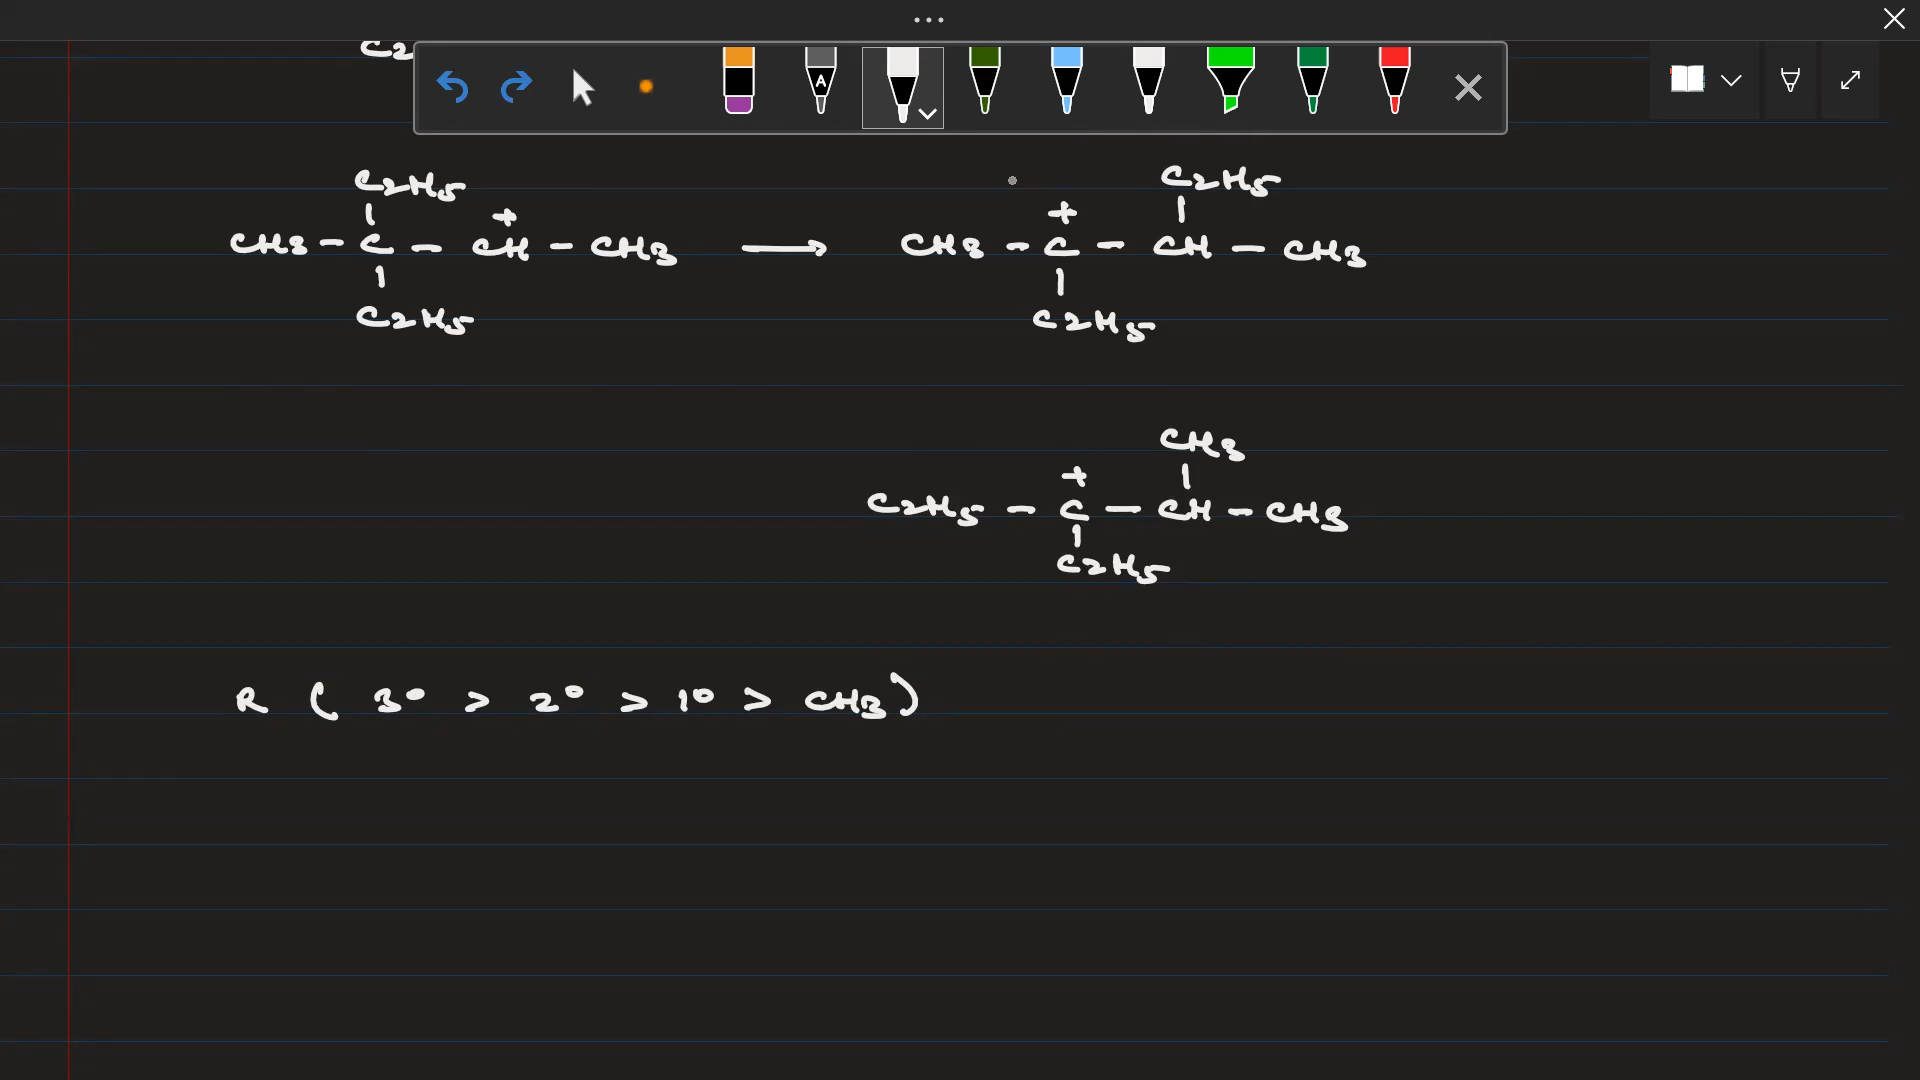 C2
C2H5 C2H5
| + + |
CH3 - C - CH - CH3 ⟶ CH3 - C - CH - CH3
| |
C2H5 C2H5
CH3
+ |
C2H5 - C - CH - CH3
|
C2H5
R ( 3° > 2° > 1° > CH3 )